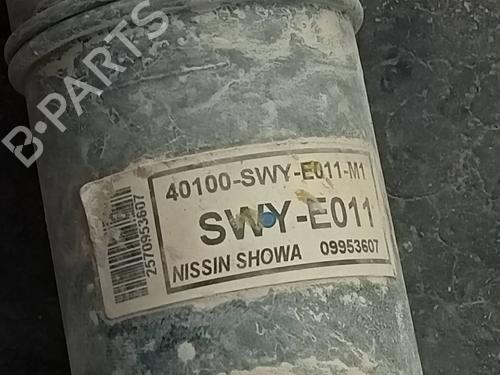 B-PARTS
40100-SWY-E011-M1
SWY-E011
NISSIN SHOWA 09953607
2570953607